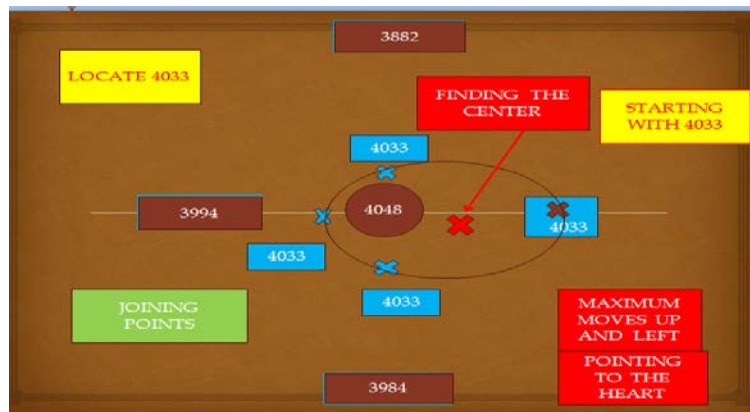 3882
LOCATE 4033
FINDING THE
CENTER
STARTING
WITH 4033
4033
3994
4048
4033
4033
4033
JOINING
POINTS
MAXIMUM
MOVES UP
AND LEFT
POINTING
TO THE
HEART
3984